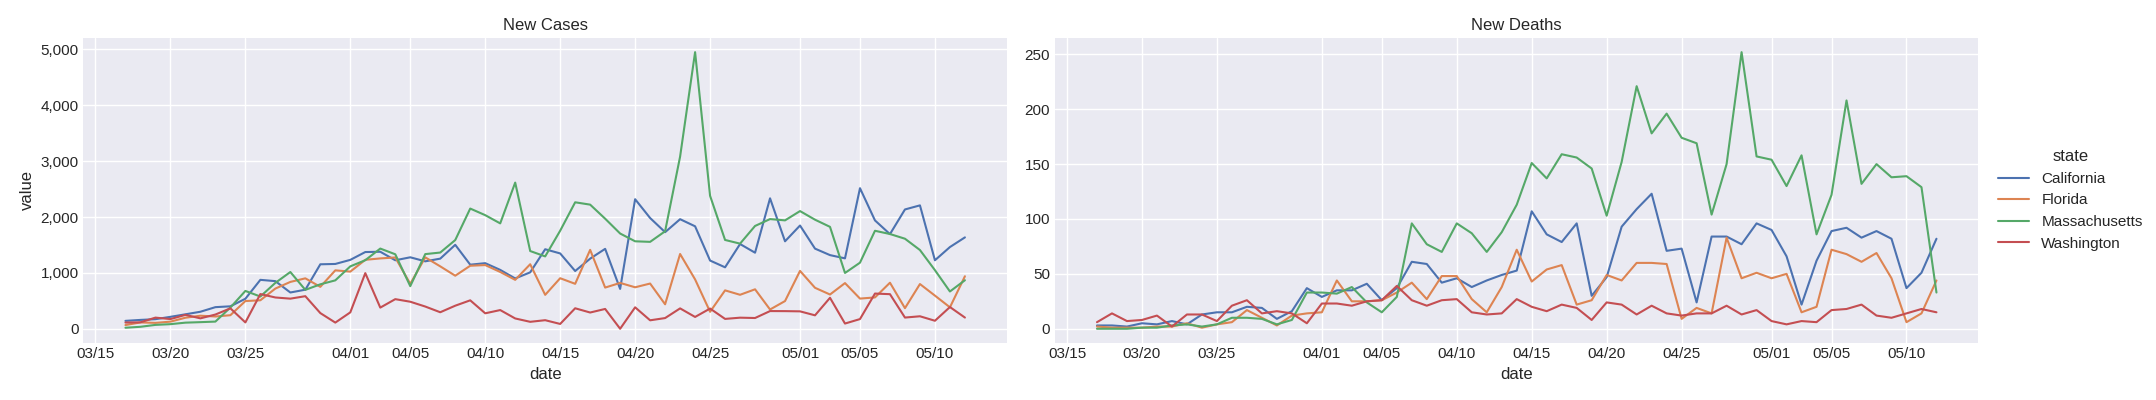 New Cases
New Deaths
value
5,000
4,000
3,000
2,000
1,000
0
03/15 03/20 03/25 04/01 04/05 04/10 04/15 04/20 04/25 05/01 05/05 05/10
date
250
200
150
100
50
0
03/15 03/20 03/25 04/01 04/05 04/10 04/15 04/20 04/25 05/01 05/05 05/10
date
state
California
Florida
Massachusetts
Washington